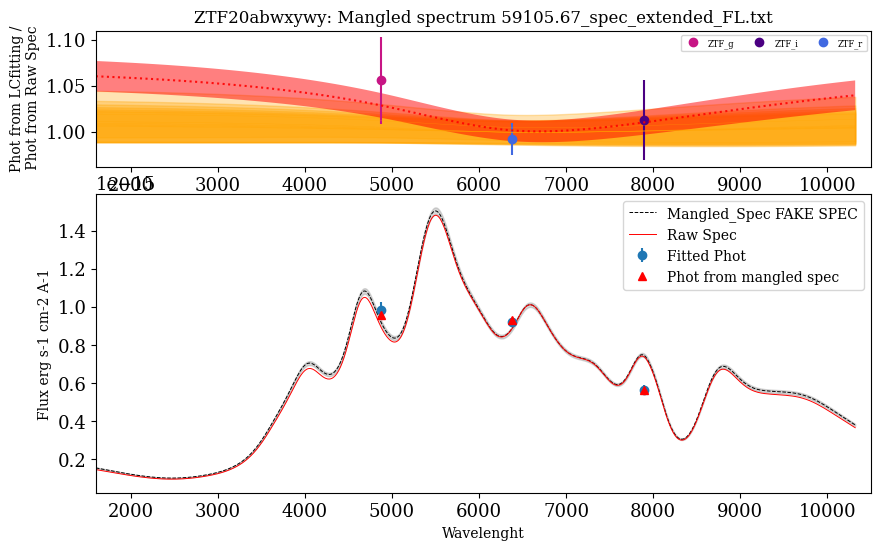 ZTF20abwxywy: Mangled spectrum 59105.67_spec_extended_FL.txt
Phot from LCfitting /
Phot from Raw Spec
1.10
1.05
1.00
ZTF_g ZTF_i ZTF_r
2000 3000 4000 5000 6000 7000 8000 9000 10000
1e−15
Flux erg s-1 cm-2 A-1
1.4
1.2
1.0
0.8
0.6
0.4
0.2
Mangled_Spec FAKE SPEC
Raw Spec
Fitted Phot
Phot from mangled spec
2000 3000 4000 5000 6000 7000 8000 9000 10000
Wavelenght